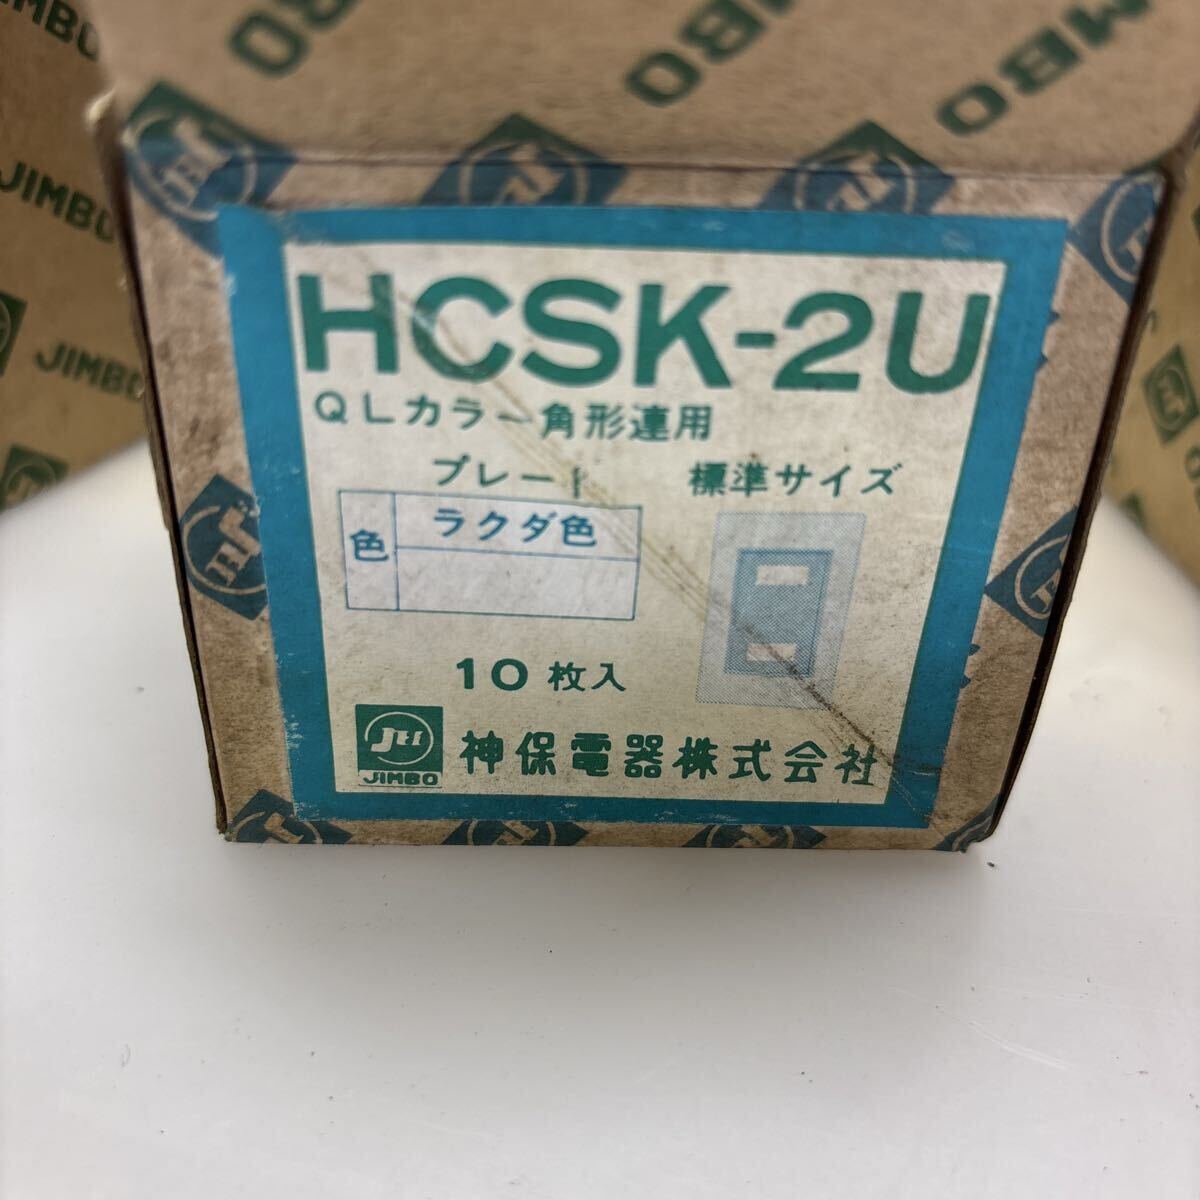 JIMBO
JIMBO
JIMBO
HCSK-2U
QLカラー角形連用
プレート 標準サイズ
色 ラクダ色
10枚入
JIMBO
神保電器株式会社